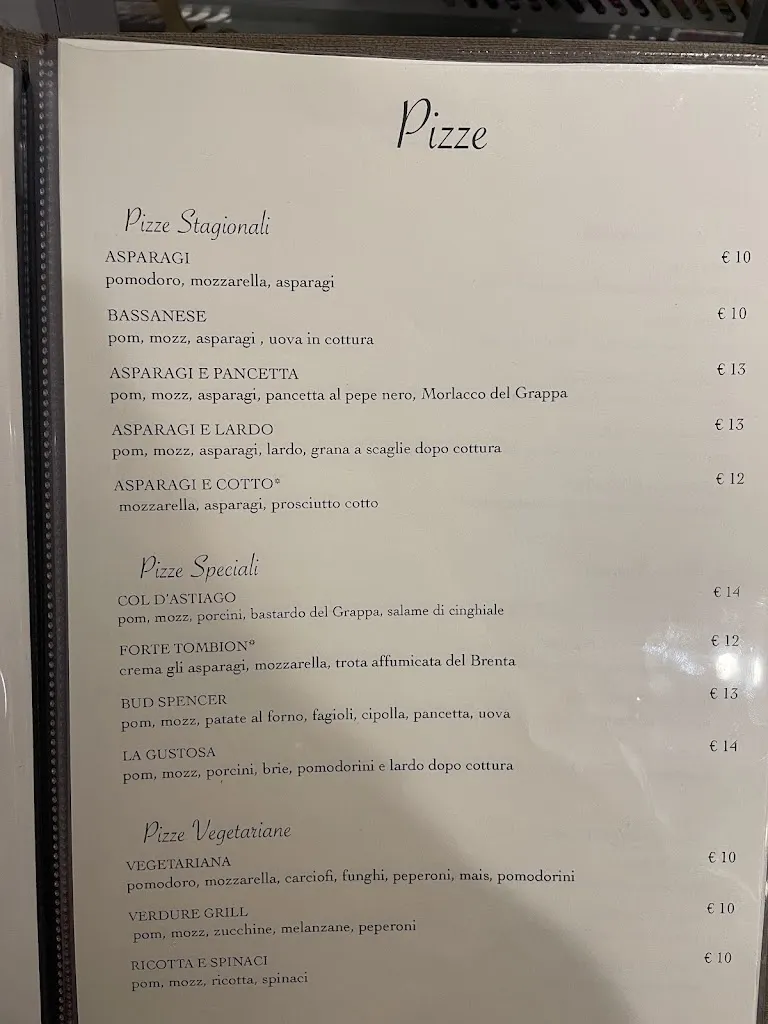 Pizze
Pizze Stagionali
ASPARAGI € 10
pomodoro, mozzarella, asparagi
BASSANESE € 10
pom, mozz, asparagi , uova in cottura
ASPARAGI E PANCETTA € 13
pom, mozz, asparagi, pancetta al pepe nero, Morlacco del Grappa
ASPARAGI E LARDO € 13
pom, mozz, asparagi, lardo, grana a scaglie dopo cottura
ASPARAGI E COTTO* € 12
mozzarella, asparagi, prosciutto cotto
Pizze Speciali
COL D'ASTIAGO € 14
pom, mozz, porcini, bastardo del Grappa, salame di cinghiale
FORTE TOMBION* € 12
crema gli asparagi, mozzarella, trota affumicata del Brenta
BUD SPENCER € 13
pom, mozz, patate al forno, fagioli, cipolla, pancetta, uova
LA GUSTOSA € 14
pom, mozz, porcini, brie, pomodorini e lardo dopo cottura
Pizze Vegetariane
VEGETARIANA € 10
pomodoro, mozzarella, carciofi, funghi, peperoni, mais, pomodorini
VERDURE GRILL € 10
pom, mozz, zucchine, melanzane, peperoni
RICOTTA E SPINACI € 10
pom, mozz, ricotta, spinaci